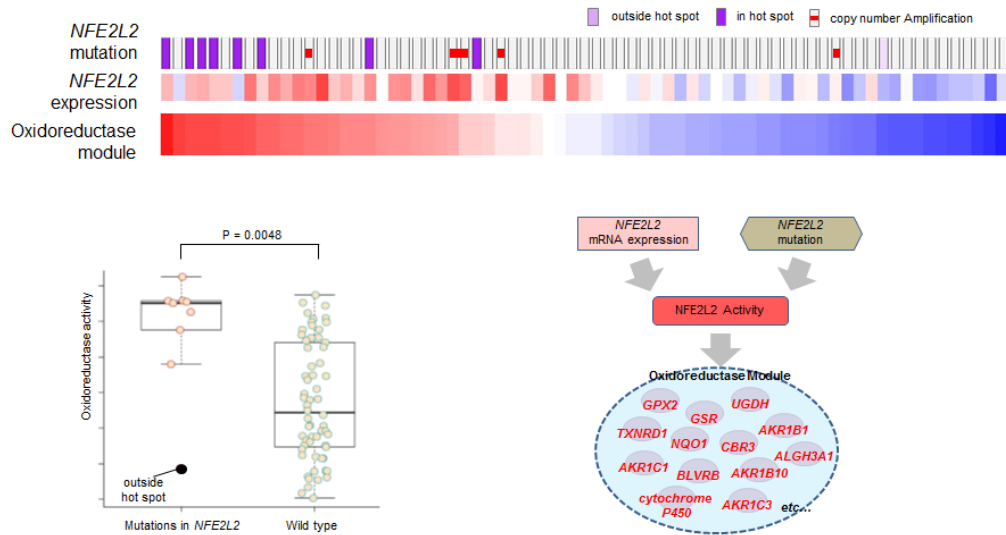 outside hot spot in hot spot copy number Amplification
NFE2L2
mutation
NFE2L2
expression
Oxidoreductase
module
P = 0.0048
Oxidoreductase activity
outside
hot spot
Mutations in NFE2L2 Wild type
NFE2L2
mRNA expression
NFE2L2
mutation
NFE2L2 Activity
Oxidoreductase Module
GPX2
GSR
UGDH
TXNRD1
NQO1
CBR3
AKR1B1
ALGH3A1
AKR1C1
BLVRB
AKR1B10
cytochrome
P450
AKR1C3
etc...